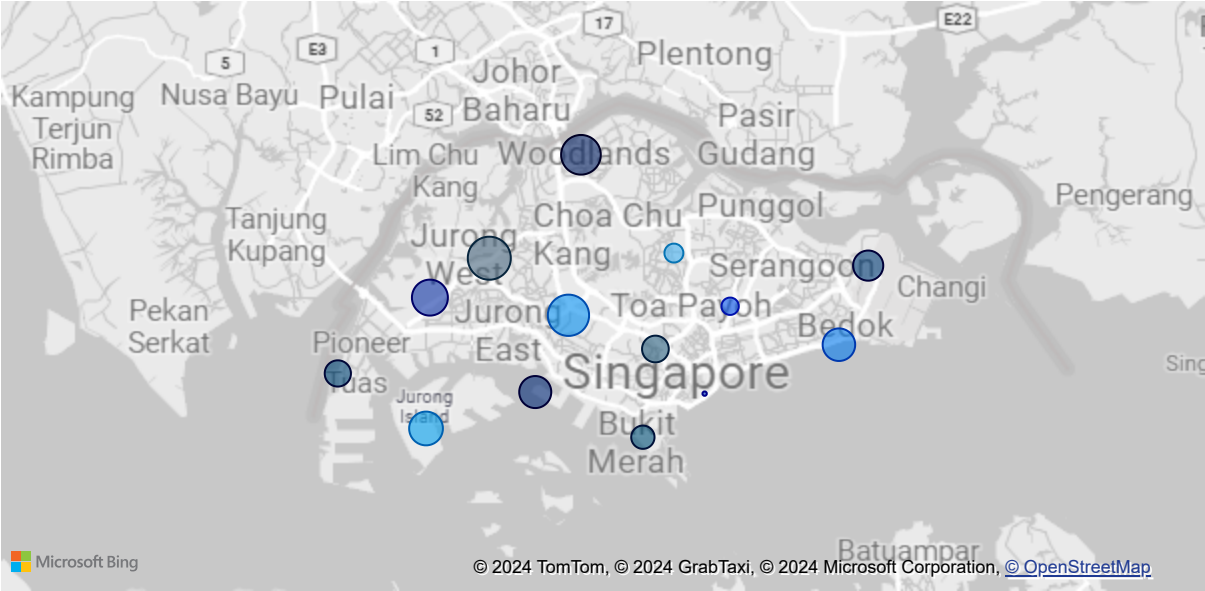 17
E22
E3
1
5
Plentong
Johor
Baharu
Kampung
Terjun
Rimba
Nusa Bayu
Pulai
52
Pasir
Gudang
Lim Chu
Kang
Woodlands
Pengerang
Tanjung
Kupang
Choa Chu
Kang
Punggol
Jurong
West
Serangoon
Changi
Pekan
Serkat
Jurong
East
Toa Payoh
Bedok
Pioneer
Tuas
Singapore
Sing
Jurong
Island
Bukit
Merah
Batuampar
Microsoft Bing
© 2024 TomTom, © 2024 GrabTaxi, © 2024 Microsoft Corporation, © OpenStreetMap